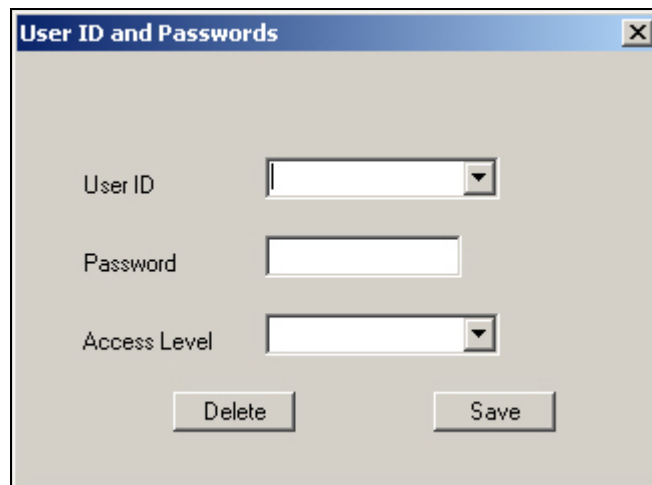 User ID and Passwords
User ID
Password
Access Level
Delete
Save